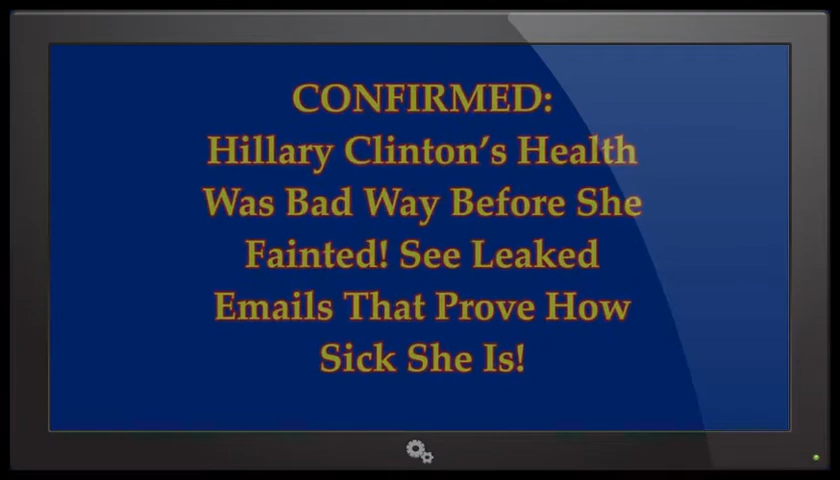 CONFIRMED:
Hillary Clinton’s Health
Was Bad Way Before She
Fainted! See Leaked
Emails That Prove How
Sick She Is!